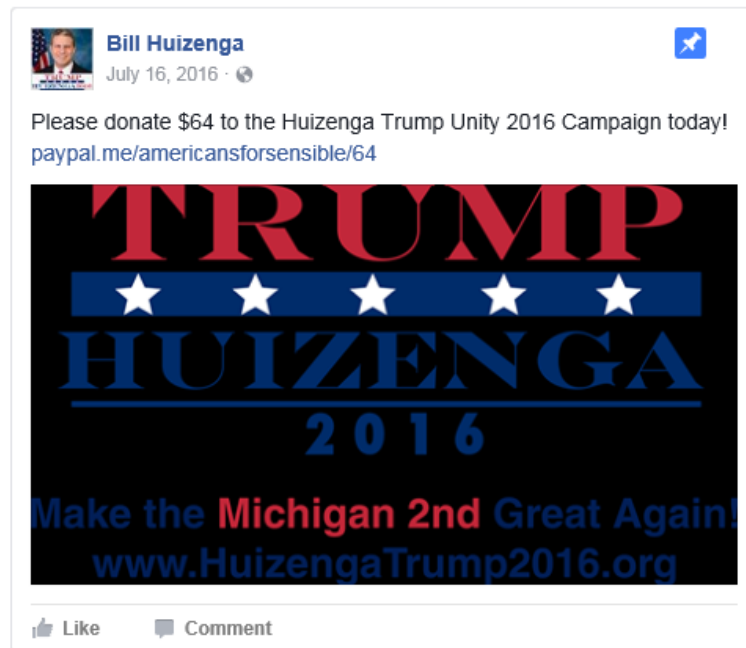 Bill Huizenga
July 16, 2016 ·
Please donate $64 to the Huizenga Trump Unity 2016 Campaign today!
paypal.me/americansforsensible/64
TRUMP
HUIZENGA
2016
Make the Michigan 2nd Great Again!
www.HuizengaTrump2016.org
Like Comment